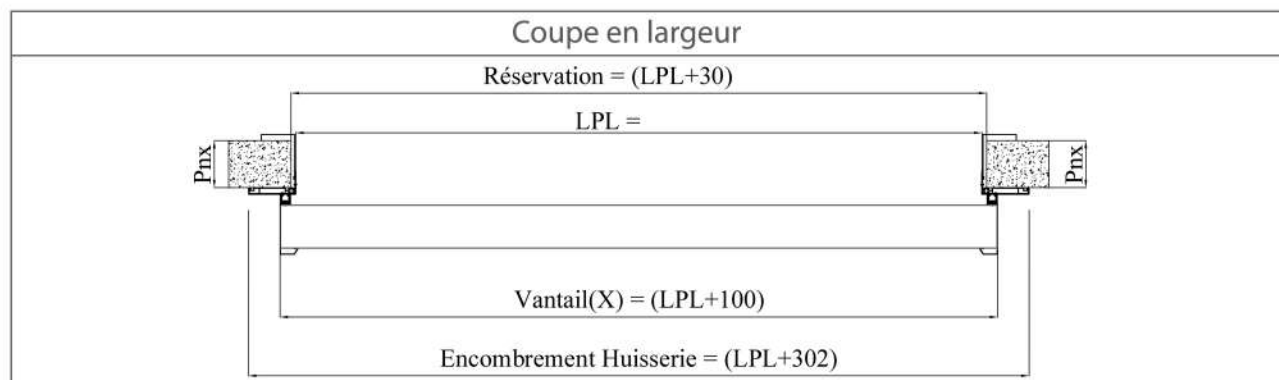 Coupe en largeur
Réservation = (LPL+30)
LPL =
Pnx
Pnx
Vantail(X) = (LPL+100)
Encombrement Huisserie = (LPL+302)